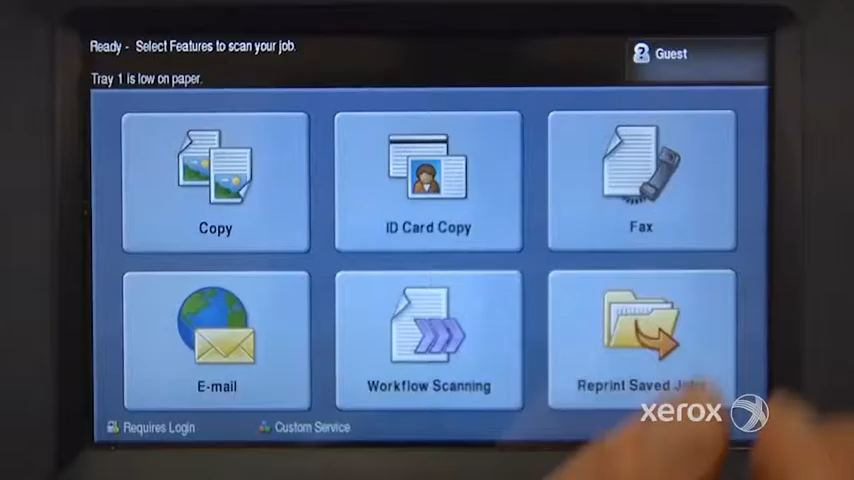 Ready - Select Features to scan your job.
Guest
Tray 1 is low on paper.
Copy
ID Card Copy
Fax
E-mail
Workflow Scanning
Reprint Saved Jobs
xerox
Requires Login
Custom Service